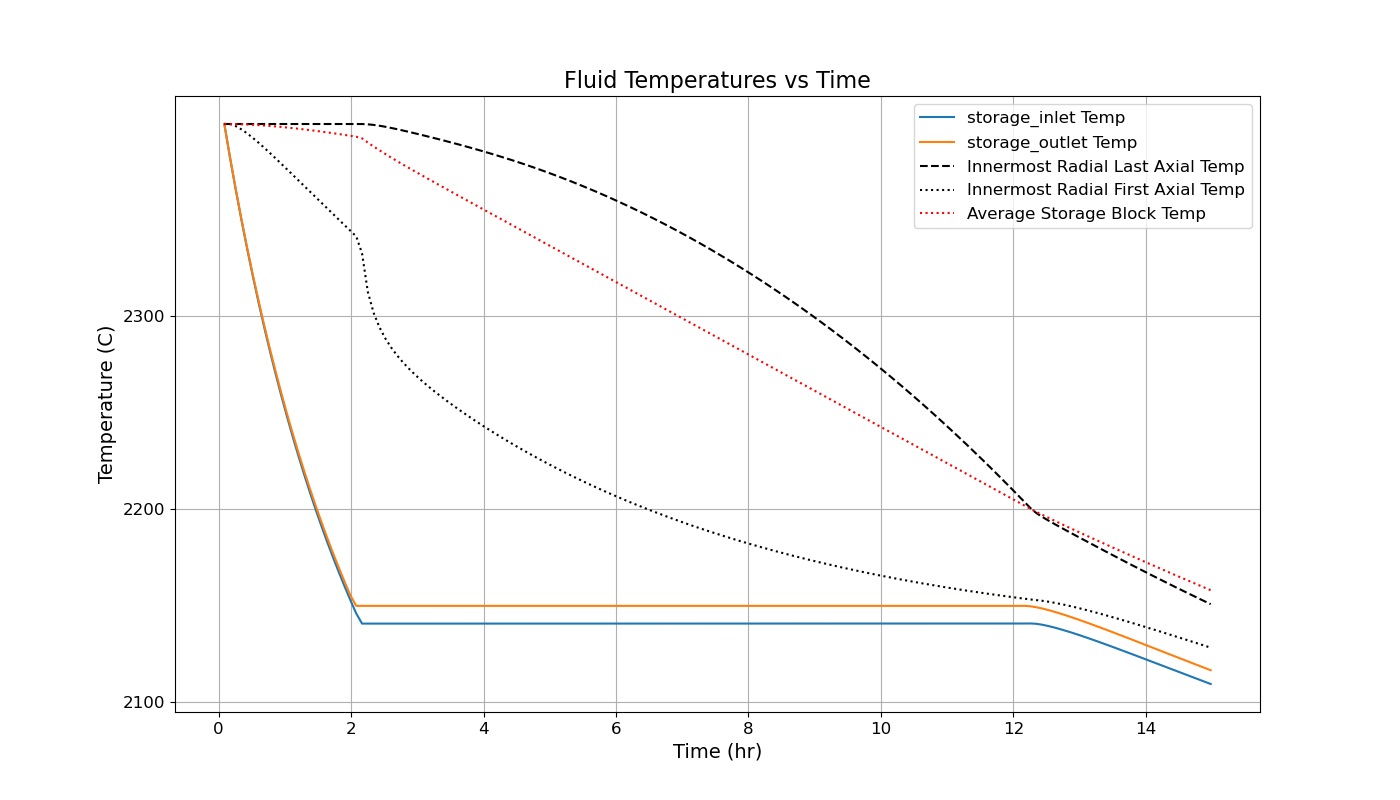 Fluid Temperatures vs Time
storage_inlet Temp
storage_outlet Temp
Innermost Radial Last Axial Temp
Innermost Radial First Axial Temp
Average Storage Block Temp
Temperature (C)
2300
2200
2100
0 2 4 6 8 10 12 14
Time (hr)